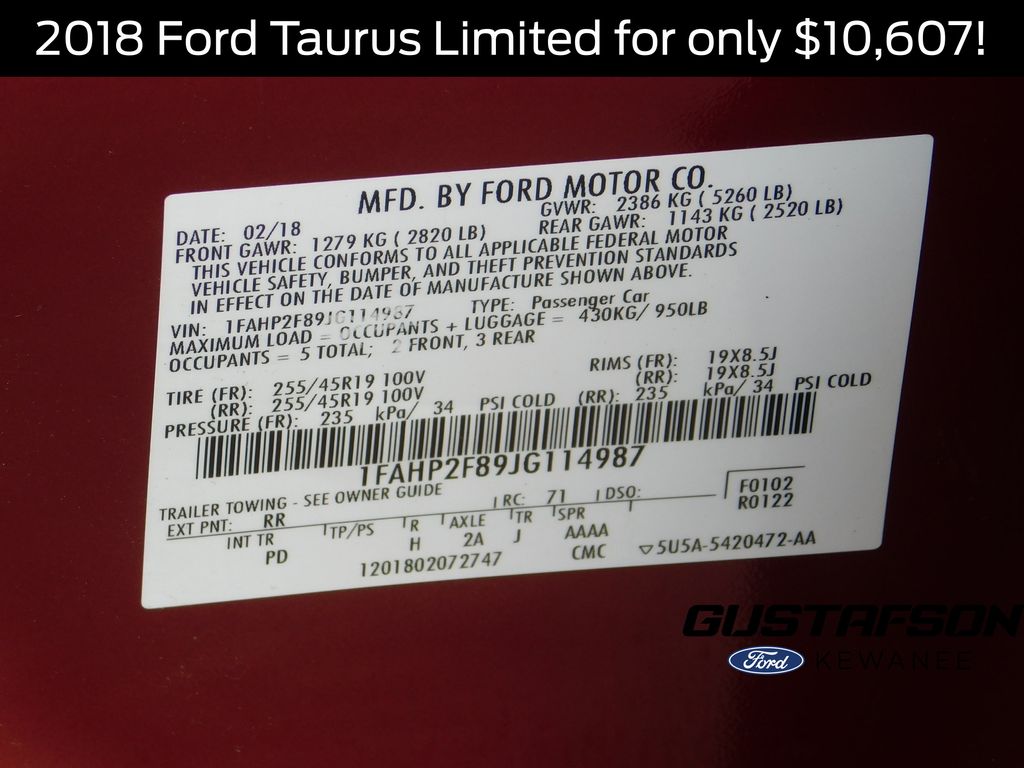 2018 Ford Taurus Limited for only $10,607!
MFD. BY FORD MOTOR CO.
DATE: 02/18 GVWR: 2386 KG ( 5260 LB)
FRONT GAWR: 1279 KG ( 2820 LB) REAR GAWR: 1143 KG ( 2520 LB)
THIS VEHICLE CONFORMS TO ALL APPLICABLE FEDERAL MOTOR
VEHICLE SAFETY, BUMPER, AND THEFT PREVENTION STANDARDS
IN EFFECT ON THE DATE OF MANUFACTURE SHOWN ABOVE.
VIN: 1FAHP2F89JG114987 TYPE: Passenger Car
MAXIMUM LOAD = OCCUPANTS + LUGGAGE = 430KG/ 950LB
OCCUPANTS = 5 TOTAL; 2 FRONT, 3 REAR
TIRE (FR): 255/45R19 100V RIMS (FR): 19X8.5J
(RR): 255/45R19 100V (RR): 19X8.5J
PRESSURE (FR): 235 kPa/ 34 PSI COLD (RR): 235 kPa/ 34 PSI COLD
1FAHP2F89JG114987
TRAILER TOWING - SEE OWNER GUIDE
EXT PNT: RR RC: 71 DSO: F0102
R0122
INT TR TP/PS R AXLE TR SPR
PD H 2A J AAAA
1201802072747 CMC ▽5U5A-5420472-AA
GUSTAFSON
Ford KEWANEE